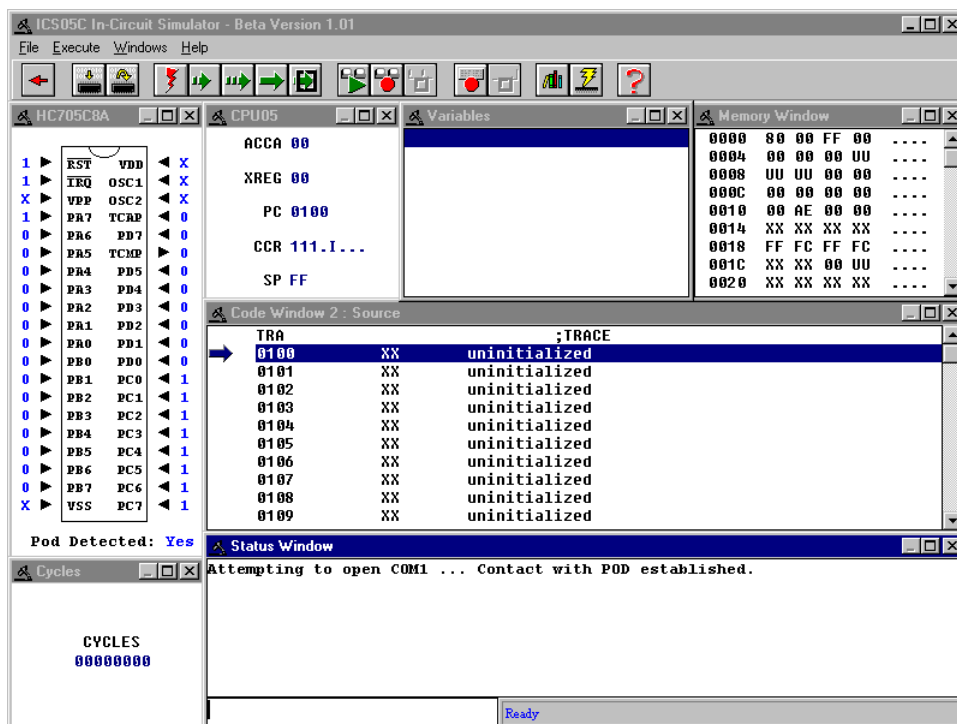 ICS05C In-Circuit Simulator - Beta Version 1.01
File Execute Windows Help
HC705C8A
1 RST VDD X
1 IRQ OSC1 X
X VPP OSC2 X
1 PA7 TCAP 0
0 PA6 PD7 0
0 PA5 TCMP 0
0 PA4 PD5 0
0 PA3 PD4 0
0 PA2 PD3 0
0 PA1 PD2 0
0 PA0 PD1 0
0 PB0 PD0 0
0 PB1 PC0 1
0 PB2 PC1 1
0 PB3 PC2 1
0 PB4 PC3 1
0 PB5 PC4 1
0 PB6 PC5 1
0 PB7 PC6 1
X VSS PC7 1
Pod Detected: Yes
CPU05
ACCA 00
XREG 00
PC 0100
CCR 111.I...
SP FF
Variables
Memory Window
0000 80 00 FF 00 ....
0004 00 00 00 UU ....
0008 UU UU 00 00 ....
000C 00 00 00 00 ....
0010 00 AE 00 00 ....
0014 XX XX XX XX ....
0018 FF FC FF FC ....
001C XX XX 00 UU ....
0020 XX XX XX XX ....
Code Window 2 : Source
TRA ;TRACE
0100 XX uninitialized
0101 XX uninitialized
0102 XX uninitialized
0103 XX uninitialized
0104 XX uninitialized
0105 XX uninitialized
0106 XX uninitialized
0107 XX uninitialized
0108 XX uninitialized
0109 XX uninitialized
Cycles
CYCLES
00000000
Status Window
Attempting to open COM1 ... Contact with POD established.
Ready